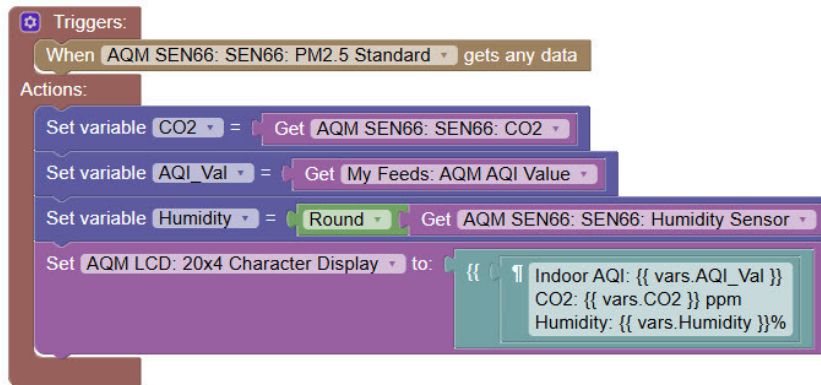 Triggers:
When AQM SEN66: SEN66: PM2.5 Standard gets any data
Actions:
Set variable CO2 = Get AQM SEN66: SEN66: CO2
Set variable AQI_Val = Get My Feeds: AQM AQI Value
Set variable Humidity = Round Get AQM SEN66: SEN66: Humidity Sensor
Set AQM LCD: 20x4 Character Display to: {{ ¶ Indoor AQI: {{ vars.AQI_Val }}
CO2: {{ vars.CO2 }} ppm
Humidity: {{ vars.Humidity }}%